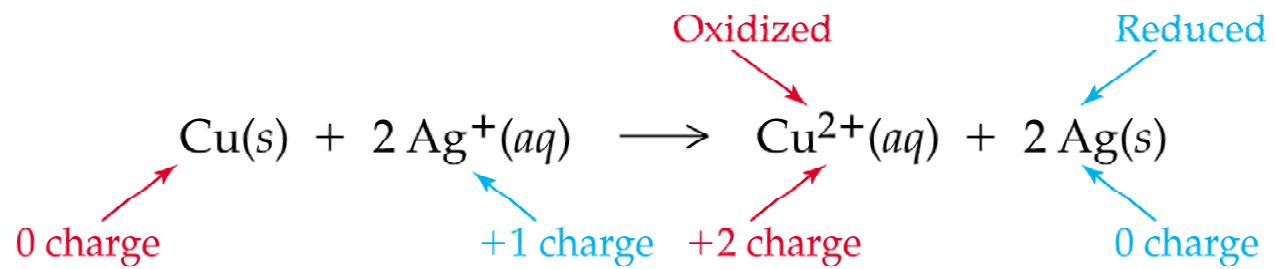 Oxidized Reduced
Cu(s) + 2 Ag⁺(aq) ⟶ Cu²⁺(aq) + 2 Ag(s)
0 charge +1 charge +2 charge 0 charge